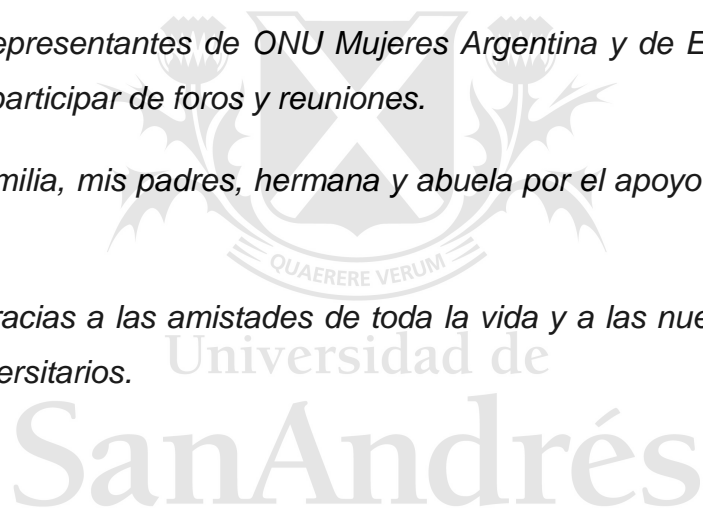 epresentantes de ONU Mujeres Argentina y de E
participar de foros y reuniones.
milia, mis padres, hermana y abuela por el apoyo
QUAERERE VERUM
racias a las amistades de toda la vida y a las nue
Universidad de
ersitarios.
SanAndrés